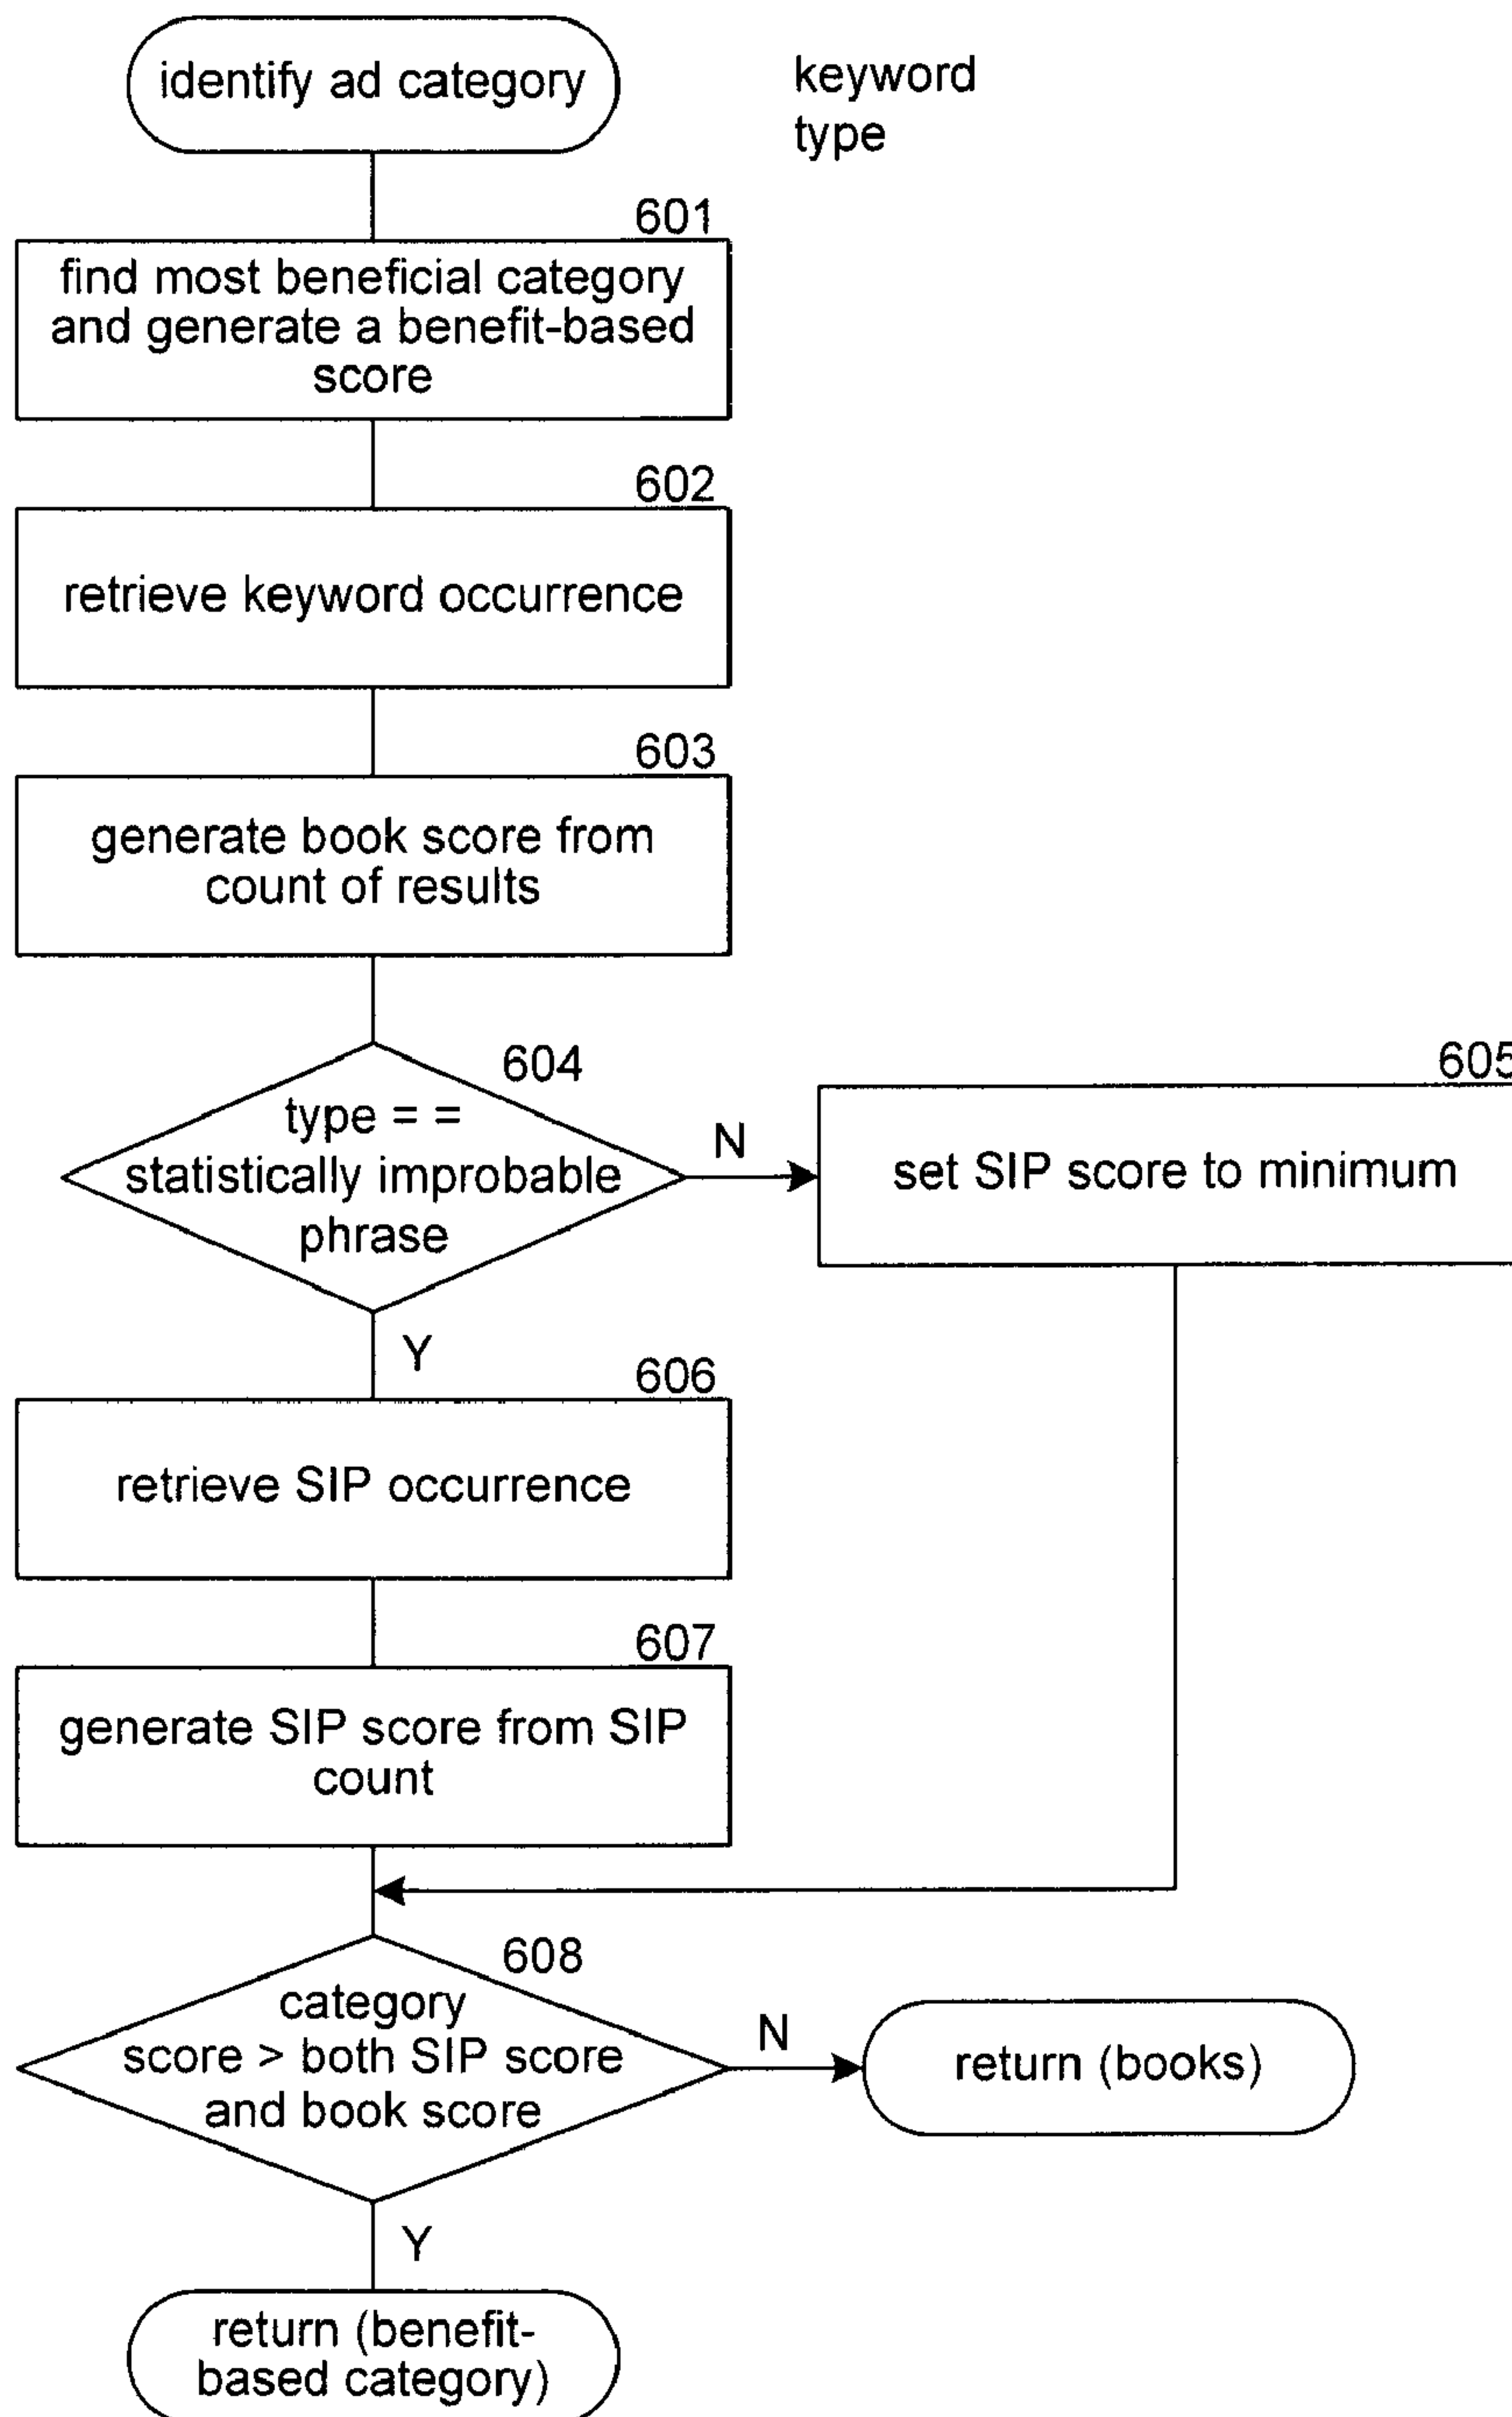 identify ad category
keyword
type
601
find most beneficial category
and generate a benefit-based
score
602
retrieve keyword occurrence
603
generate book score from
count of results
604
type = =
statistically improbable
phrase
N
605
set SIP score to minimum
Y
606
retrieve SIP occurrence
607
generate SIP score from SIP
count
608
category
score > both SIP score
and book score
N
return (books)
Y
return (benefit-
based category)